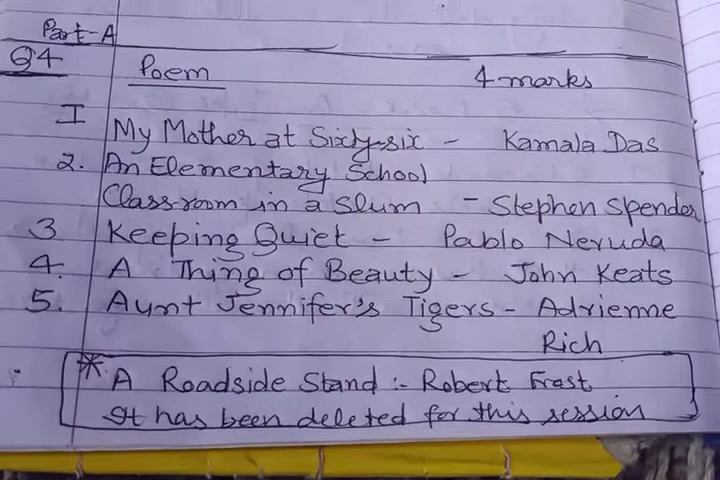 Part-A
Q4 Poem 4 marks
I My Mother at Sixty-six - Kamala Das
2. An Elementary School
Classroom in a Slum - Stephen Spender
3 Keeping Quiet - Pablo Neruda
4. A Thing of Beauty - John Keats
5. Aunt Jennifer's Tigers - Adrienne
Rich
* A Roadside Stand :- Robert Frost
It has been deleted for this session